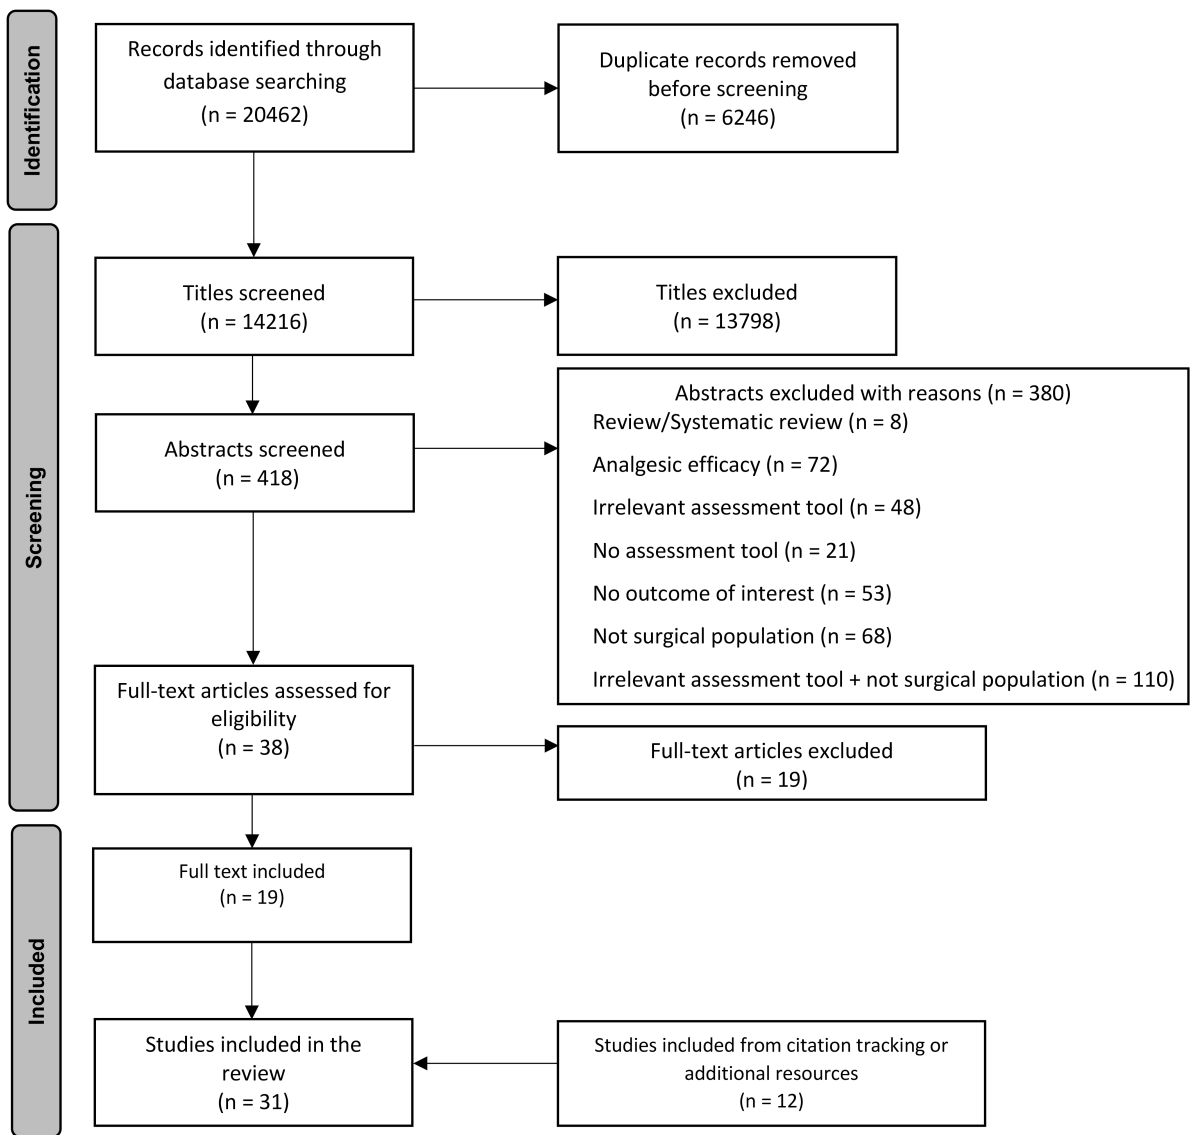 Identification
Records identified through
database searching
(n = 20462)
Duplicate records removed
before screening
(n = 6246)
Screening
Titles screened
(n = 14216)
Titles excluded
(n = 13798)
Abstracts screened
(n = 418)
Abstracts excluded with reasons (n = 380)
Review/Systematic review (n = 8)
Analgesic efficacy (n = 72)
Irrelevant assessment tool (n = 48)
No assessment tool (n = 21)
No outcome of interest (n = 53)
Not surgical population (n = 68)
Irrelevant assessment tool + not surgical population (n = 110)
Full-text articles assessed for
eligibility
(n = 38)
Full-text articles excluded
(n = 19)
Included
Full text included
(n = 19)
Studies included in the
review
(n = 31)
Studies included from citation tracking or
additional resources
(n = 12)